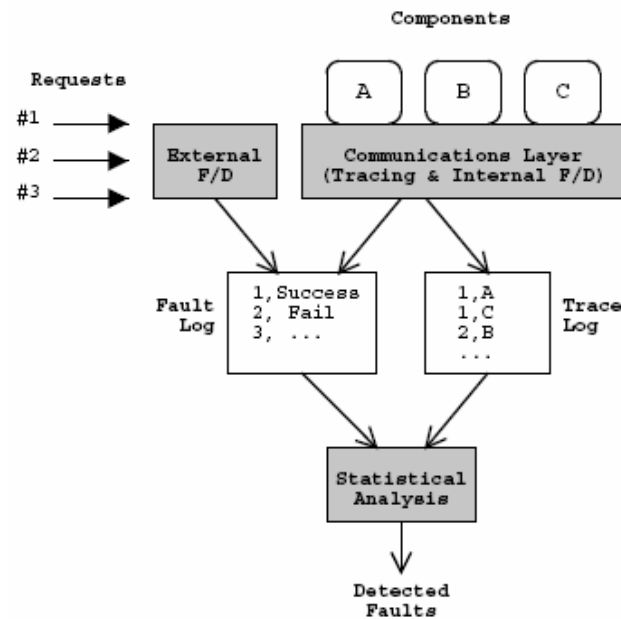 Components
Requests
A
B
C
#1
#2
#3
External
F/D
Communications Layer
(Tracing & Internal F/D)
Fault
Log
1,Success
2, Fail
3, ...
1,A
1,C
2,B
...
Trace
Log
Statistical
Analysis
Detected
Faults